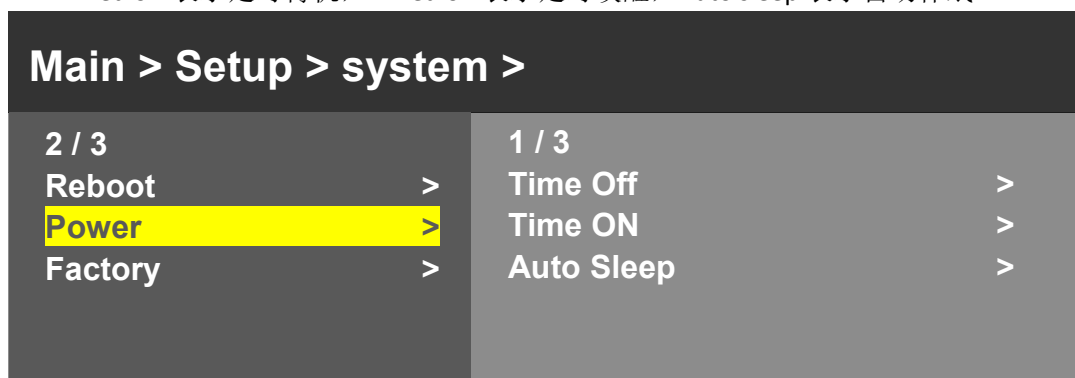 Main > Setup > system >
2 / 3
Reboot >
Power >
Factory >
1 / 3
Time Off >
Time ON >
Auto Sleep >